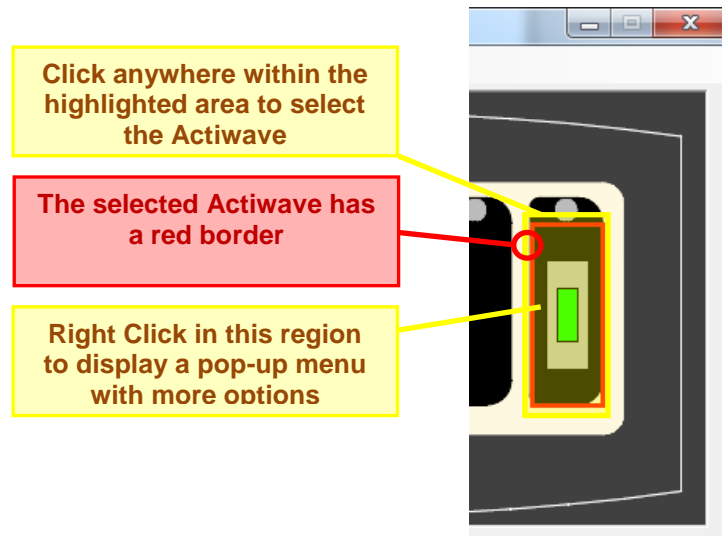 Click anywhere within the
highlighted area to select
the Actiwave
The selected Actiwave has
a red border
Right Click in this region
to display a pop-up menu
with more options